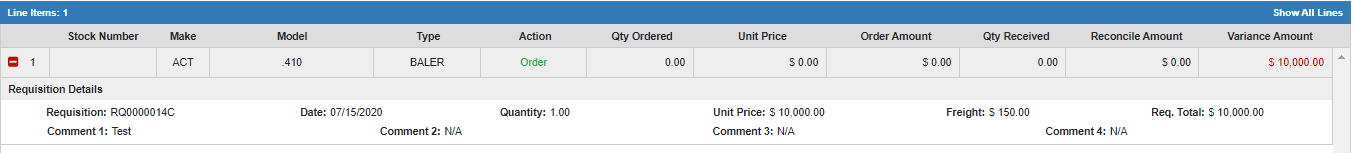 Line Items: 1 Show All Lines
Stock Number Make Model Type Action Qty Ordered Unit Price Order Amount Qty Received Reconcile Amount Variance Amount
1 ACT .410 BALER Order 0.00 $ 0.00 $ 0.00 0.00 $ 0.00 $ 10,000.00
Requisition Details
Requisition: RQ0000014C Date: 07/15/2020 Quantity: 1.00 Unit Price: $ 10,000.00 Freight: $ 150.00 Req. Total: $ 10,000.00
Comment 1: Test Comment 2: N/A Comment 3: N/A Comment 4: N/A